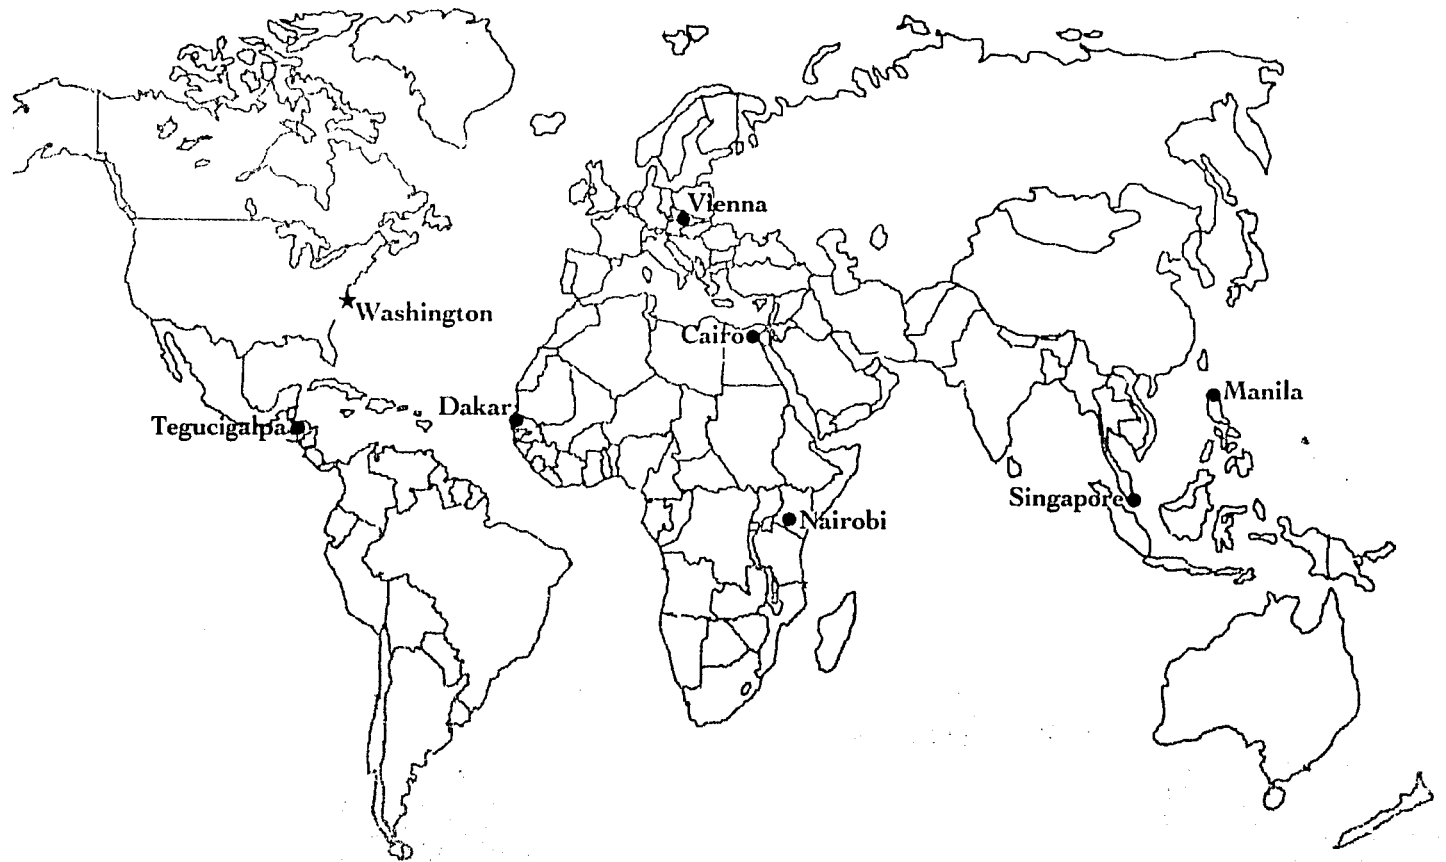 Vienna
Washington
Cairo
Manila
Dakar
Tegucigalpa
Singapore
Nairobi